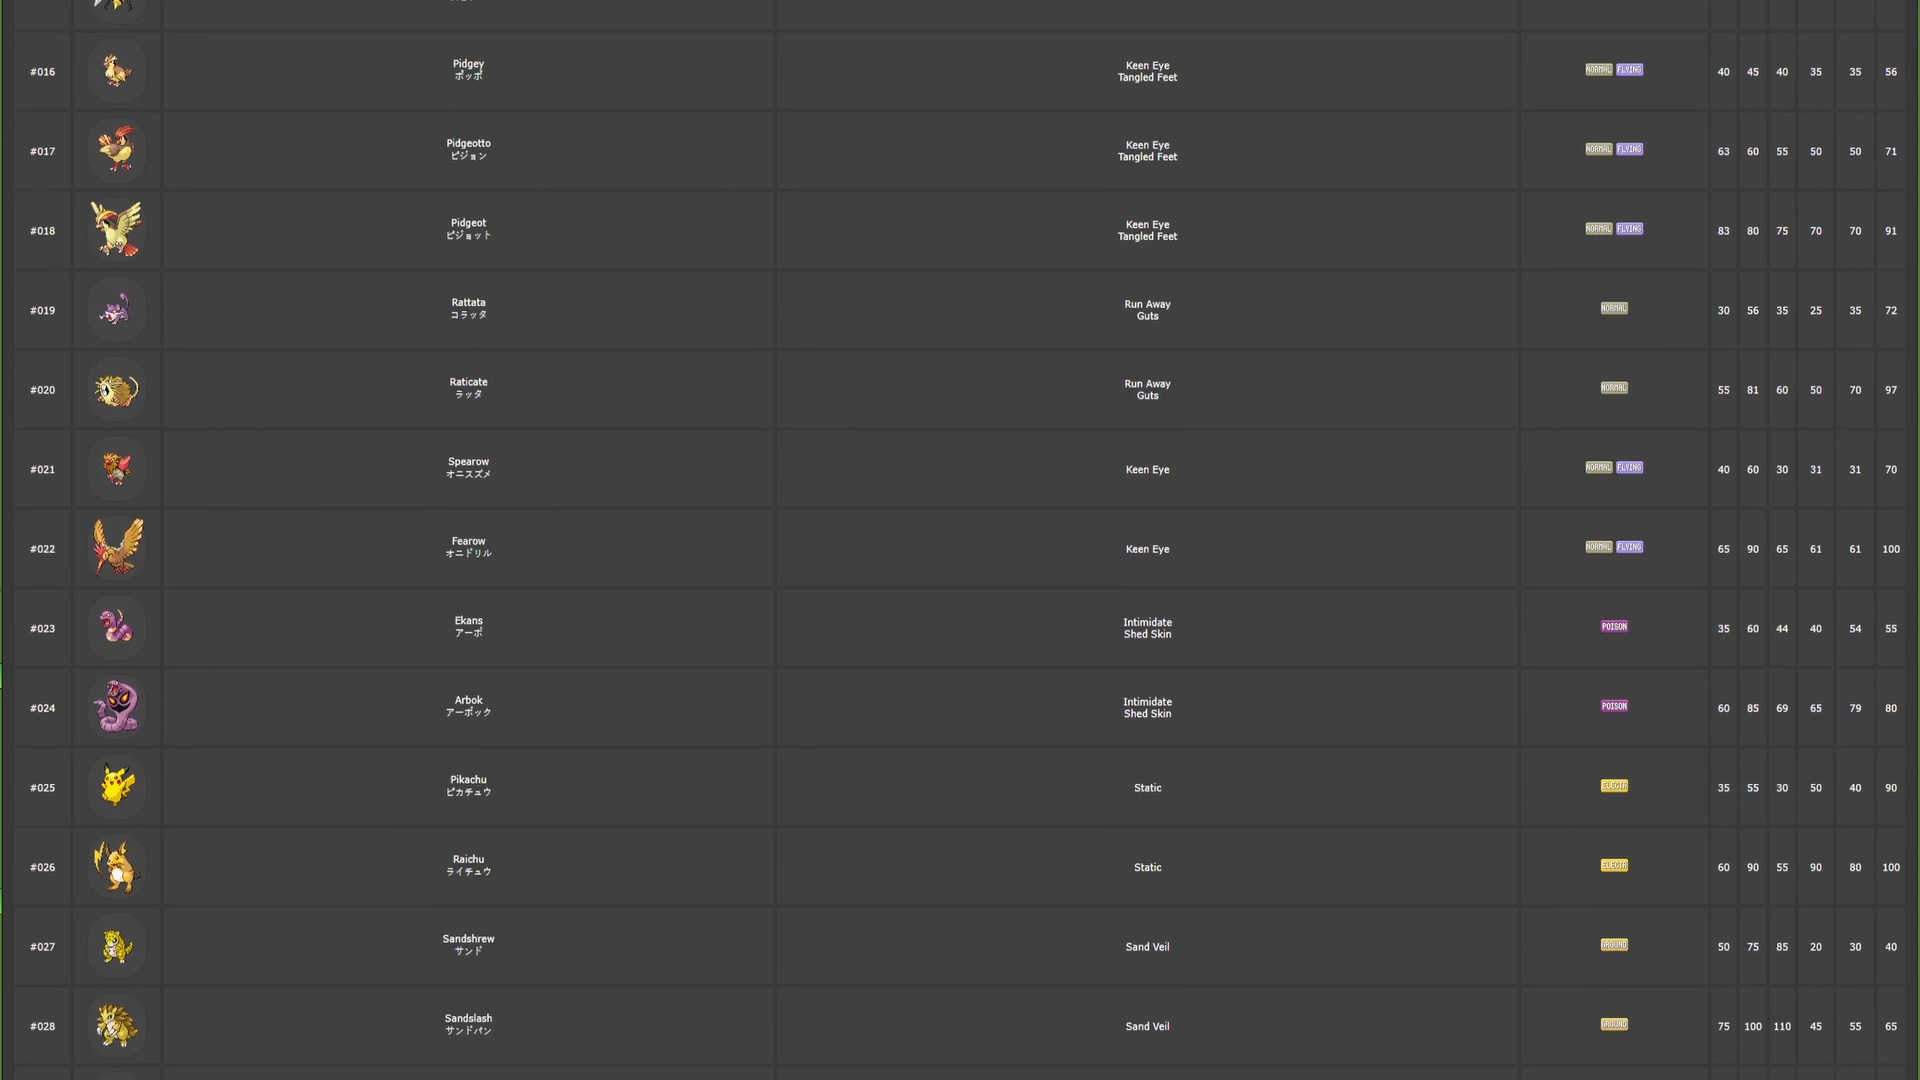 #016 Pidgey Keen Eye NORMAL FLYING 40 45 40 35 35 56
ポッポ Tangled Feet
#017 Pidgeotto Keen Eye NORMAL FLYING 63 60 55 50 50 71
ピジョン Tangled Feet
#018 Pidgeot Keen Eye NORMAL FLYING 83 80 75 70 70 91
ピジョット Tangled Feet
#019 Rattata Run Away NORMAL 30 56 35 25 35 72
コラッタ Guts
#020 Raticate Run Away NORMAL 55 81 60 50 70 97
ラッタ Guts
#021 Spearow Keen Eye NORMAL FLYING 40 60 30 31 31 70
オニスズメ
#022 Fearow Keen Eye NORMAL FLYING 65 90 65 61 61 100
オニドリル
#023 Ekans Intimidate POISON 35 60 44 40 54 55
アーボ Shed Skin
#024 Arbok Intimidate POISON 60 85 69 65 79 80
アーボック Shed Skin
#025 Pikachu Static ELECTR 35 55 30 50 40 90
ピカチュウ
#026 Raichu Static ELECTR 60 90 55 90 80 100
ライチュウ
#027 Sandshrew Sand Veil GROUND 50 75 85 20 30 40
サンド
#028 Sandslash Sand Veil GROUND 75 100 110 45 55 65
サンドパン